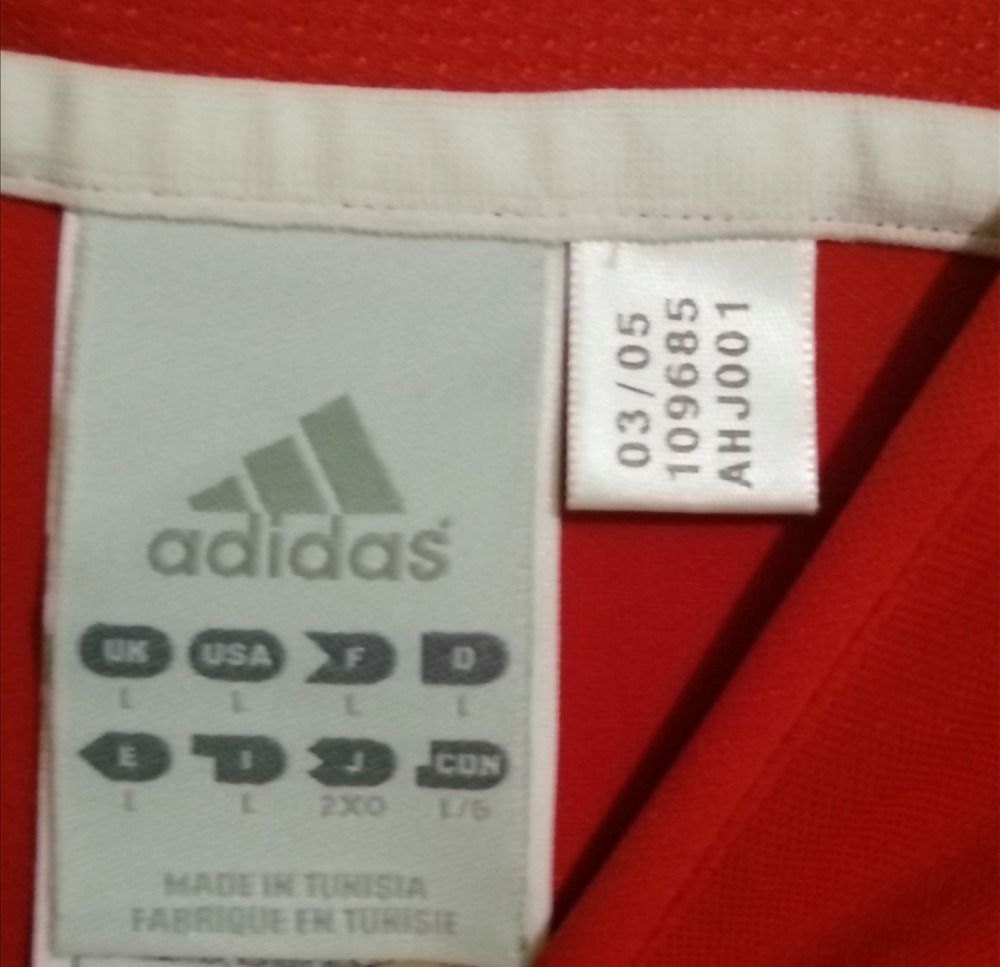 adidas
UK USA F D
L L L L
E I J CON
L L 2XO L/6
MADE IN TUNISIA
FABRIQUE EN TUNISIE
03/05
109685
AHJ001